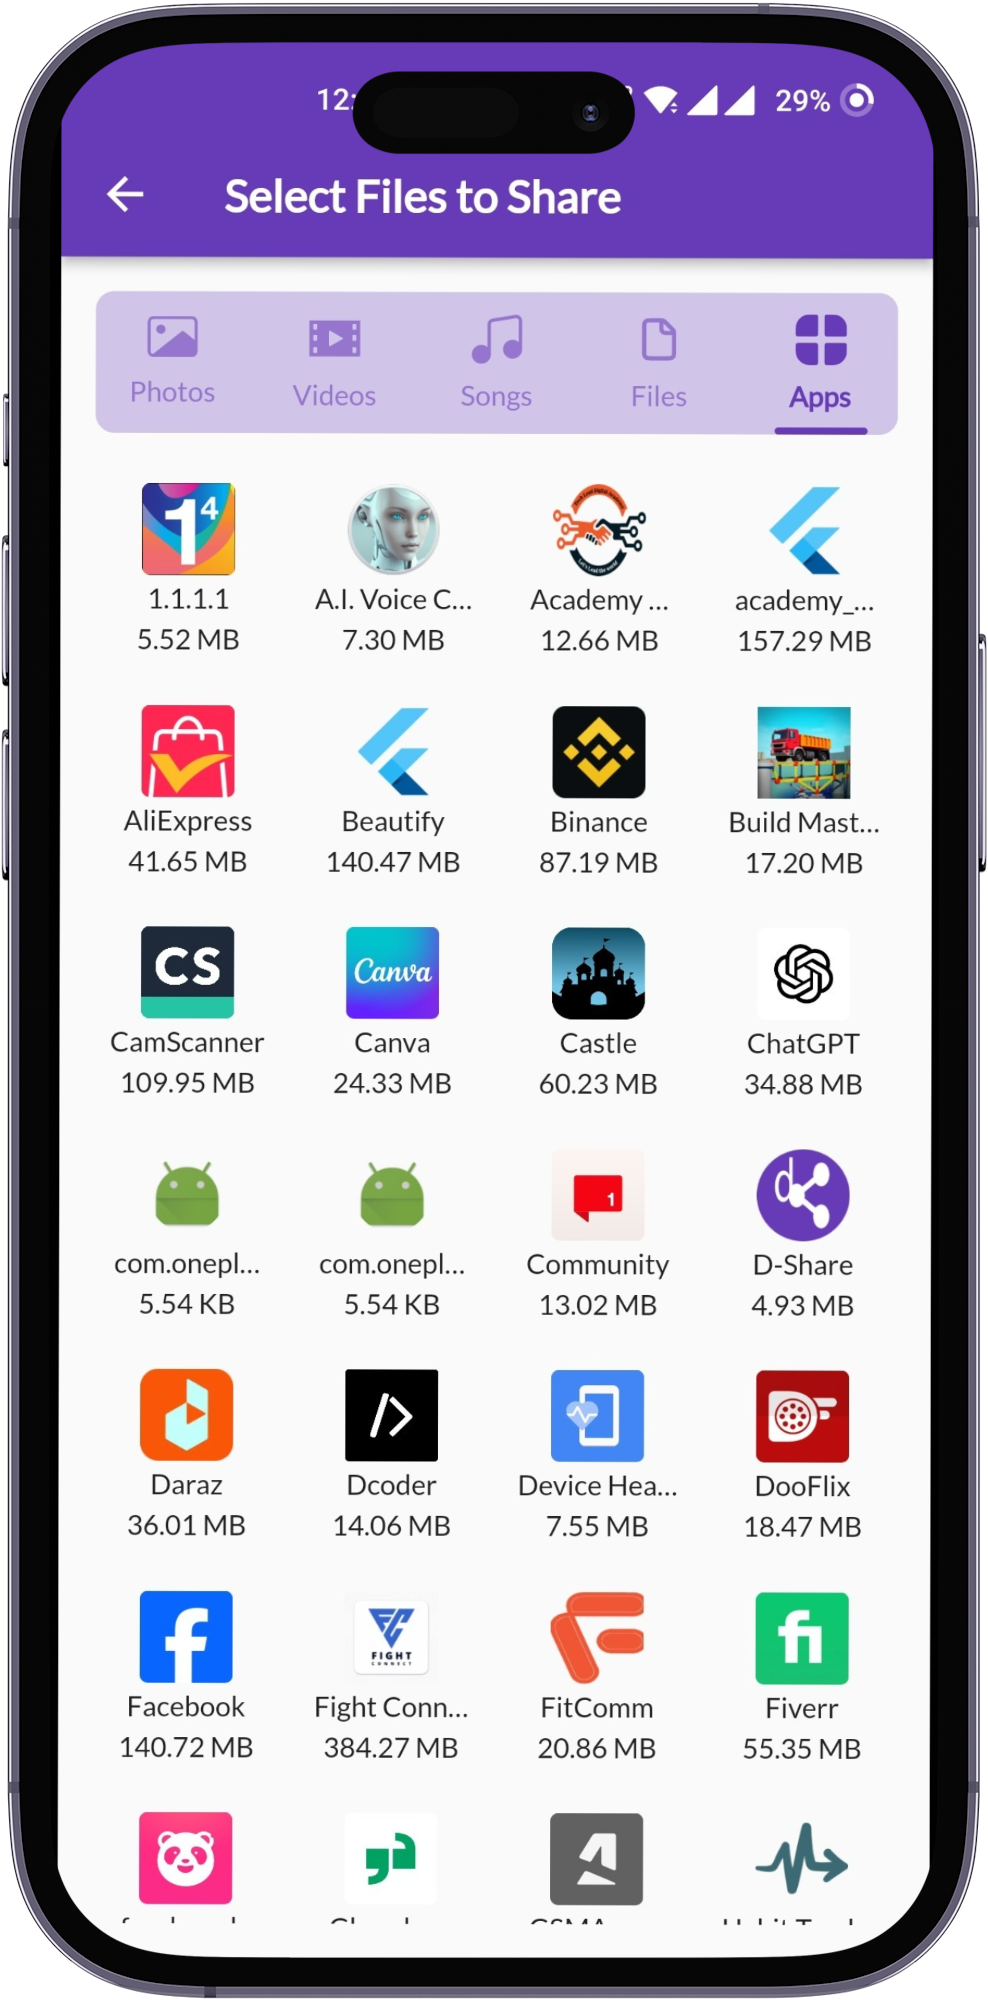 12:
29%
Select Files to Share
Photos Videos Songs Files Apps
1⁴
1.1.1.1 A.I. Voice C... Academy ... academy_...
5.52 MB 7.30 MB 12.66 MB 157.29 MB
AliExpress Beautify Binance Build Mast...
41.65 MB 140.47 MB 87.19 MB 17.20 MB
CS Canva
CamScanner Canva Castle ChatGPT
109.95 MB 24.33 MB 60.23 MB 34.88 MB
1 d
com.onepl... com.onepl... Community D-Share
5.54 KB 5.54 KB 13.02 MB 4.93 MB
Daraz Dcoder Device Hea... DooFlix
36.01 MB 14.06 MB 7.55 MB 18.47 MB
f FC FIGHT CONNECT fi
Facebook Fight Conn... FitComm Fiverr
140.72 MB 384.27 MB 20.86 MB 55.35 MB